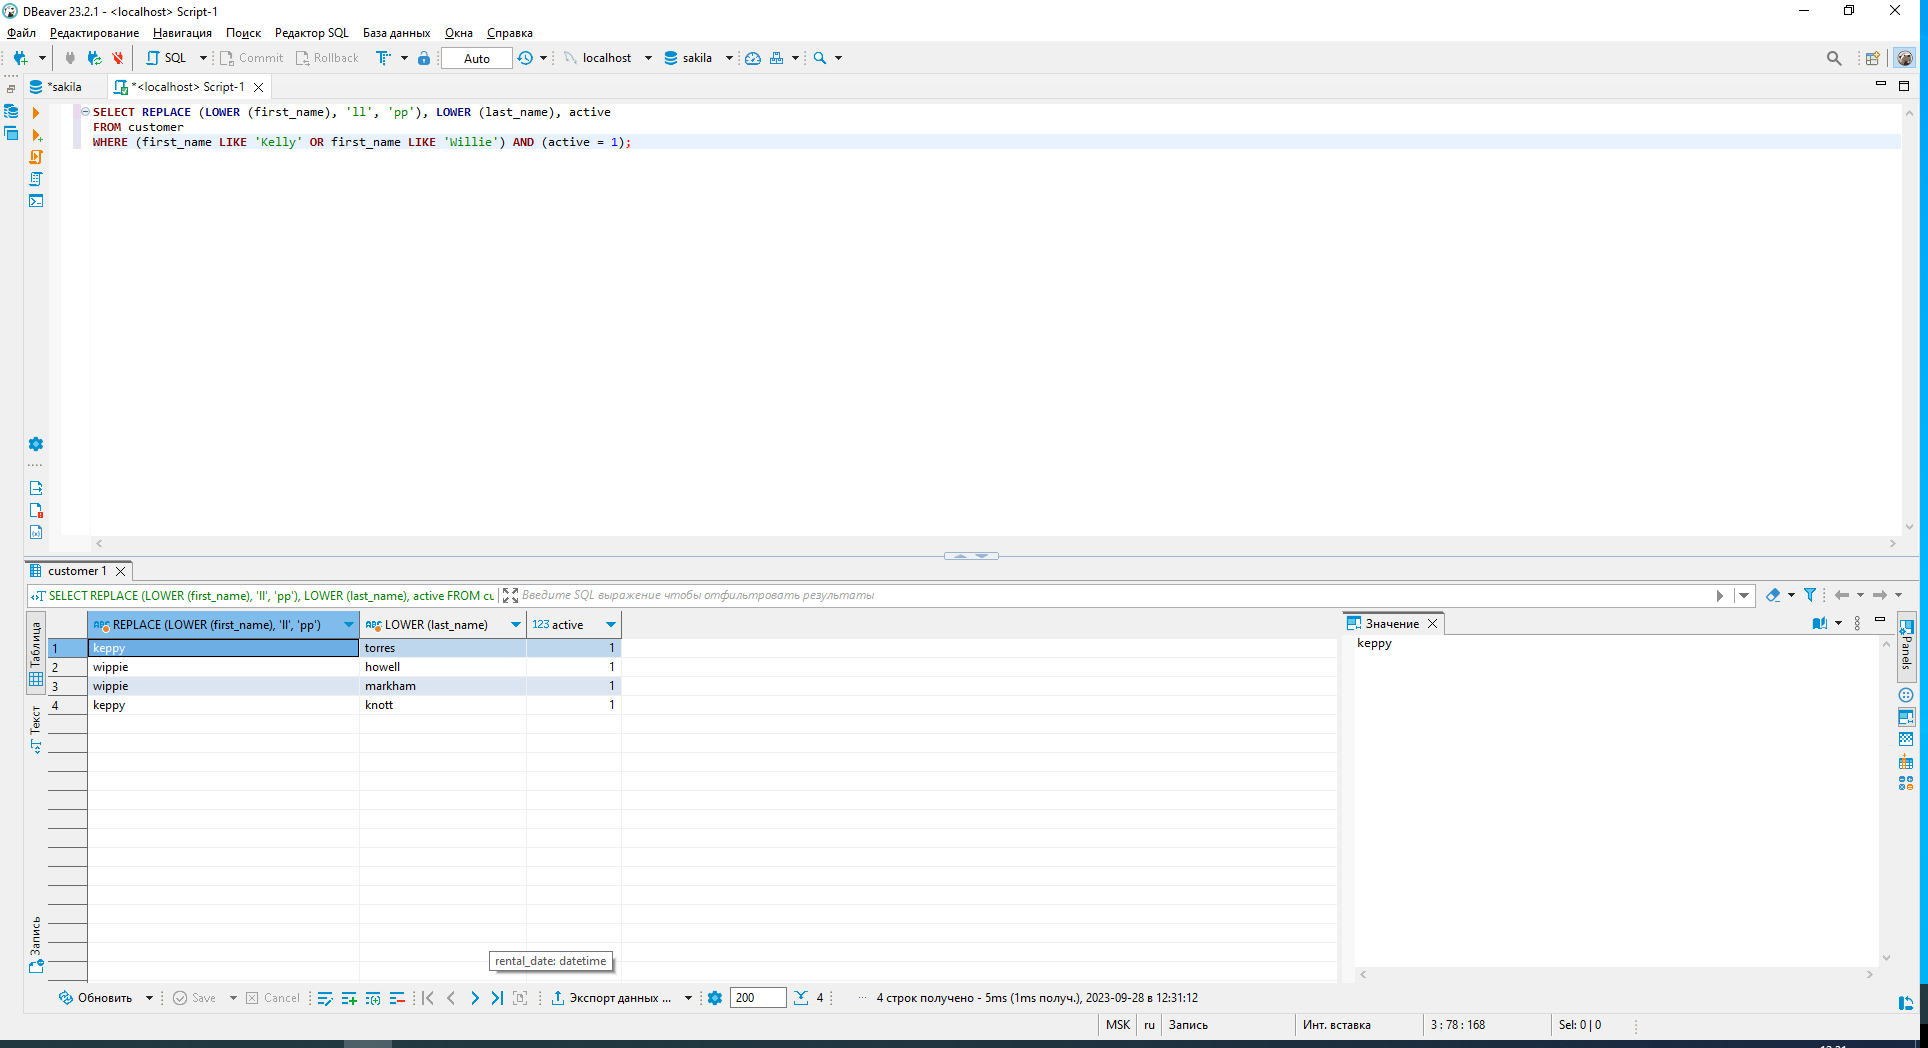 DBeaver 23.2.1 - <localhost> Script-1
Файл Редактирование Навигация Поиск Редактор SQL База данных Окна Справка
SQL Commit Rollback Auto localhost sakila
*sakila *<localhost> Script-1
SELECT REPLACE (LOWER (first_name), 'll', 'pp'), LOWER (last_name), active
FROM customer
WHERE (first_name LIKE 'Kelly' OR first_name LIKE 'Willie') AND (active = 1);
customer 1
SELECT REPLACE (LOWER (first_name), 'll', 'pp'), LOWER (last_name), active FROM cu Введите SQL выражение чтобы отфильтровать результаты
Таблица
Текст
Запись
REPLACE (LOWER (first_name), 'll', 'pp') LOWER (last_name) 123 active
1 keppy torres 1
2 wippie howell 1
3 wippie markham 1
4 keppy knott 1
Значение
keppy
Panels
rental_date: datetime
Обновить Save Cancel Экспорт данных ... 200 4 ··· 4 строк получено - 5ms (1ms получ.), 2023-09-28 в 12:31:12
MSK ru Запись Инт. вставка 3 : 78 : 168 Sel: 0 | 0